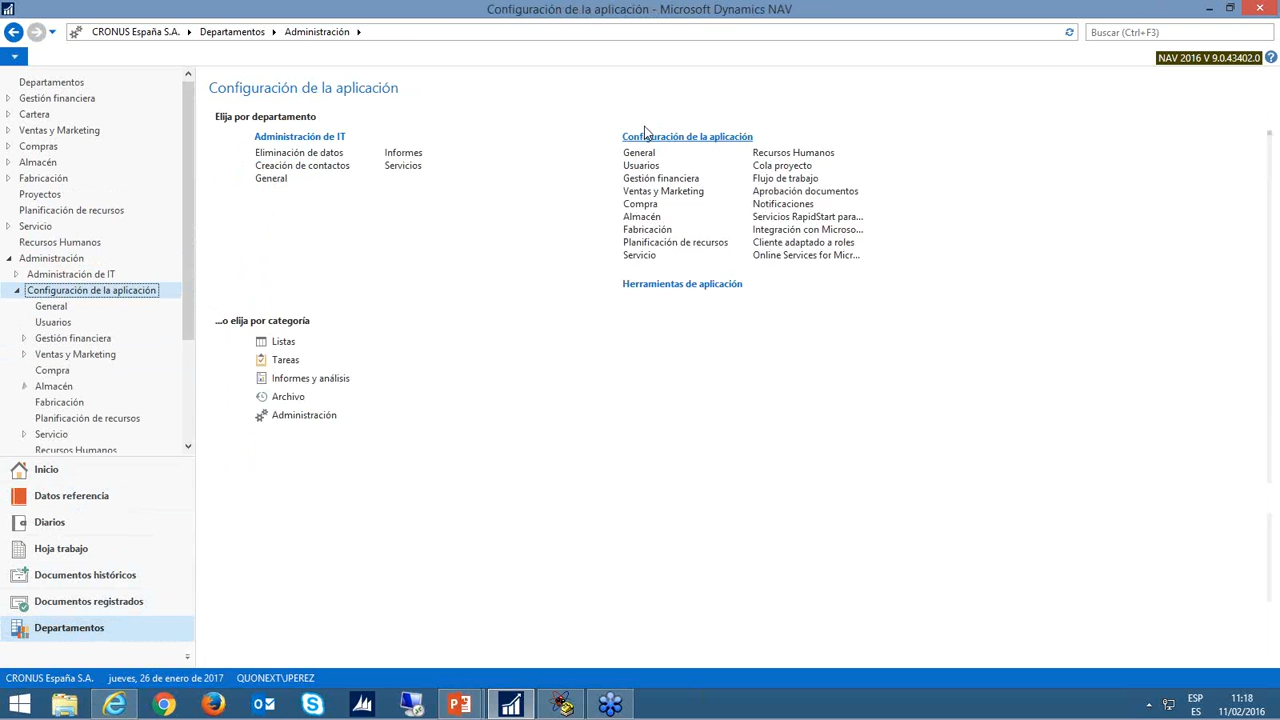 Configuración de la aplicación - Microsoft Dynamics NAV
CRONUS España S.A. Departamentos Administración
Buscar (Ctrl+F3)
NAV 2016 V 9.0.43402.0
Departamentos
Gestión financiera
Cartera
Ventas y Marketing
Compras
Almacén
Fabricación
Proyectos
Planificación de recursos
Servicio
Recursos Humanos
Administración
Administración de IT
Configuración de la aplicación
General
Usuarios
Gestión financiera
Ventas y Marketing
Compra
Almacén
Fabricación
Planificación de recursos
Servicio
Recursos Humanos
Inicio
Datos referencia
Diarios
Hoja trabajo
Documentos históricos
Documentos registrados
Departamentos
Configuración de la aplicación
Elija por departamento
Administración de IT
Eliminación de datos
Creación de contactos
General
Informes
Servicios
Configuración de la aplicación
General
Usuarios
Gestión financiera
Ventas y Marketing
Compra
Almacén
Fabricación
Planificación de recursos
Servicio
Recursos Humanos
Cola proyecto
Flujo de trabajo
Aprobación documentos
Notificaciones
Servicios RapidStart para...
Integración con Microso...
Cliente adaptado a roles
Online Services for Micr...
Herramientas de aplicación
...o elija por categoría
Listas
Tareas
Informes y análisis
Archivo
Administración
CRONUS España S.A. jueves, 26 de enero de 2017 QUONEXT\JPEREZ
ESP
ES
11:18
11/02/2016